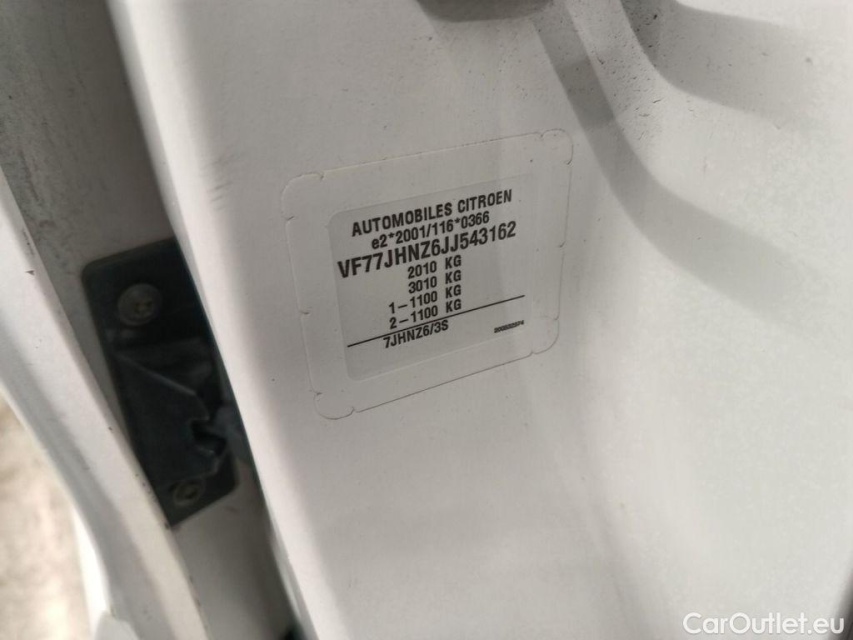 AUTOMOBILES CITROEN
e2*2001/116*0366
VF77JHNZ6JJ543162
2010 KG
3010 KG
1-1100 KG
2-1100 KG
7JHNZ6/3S
CarOutlet.eu